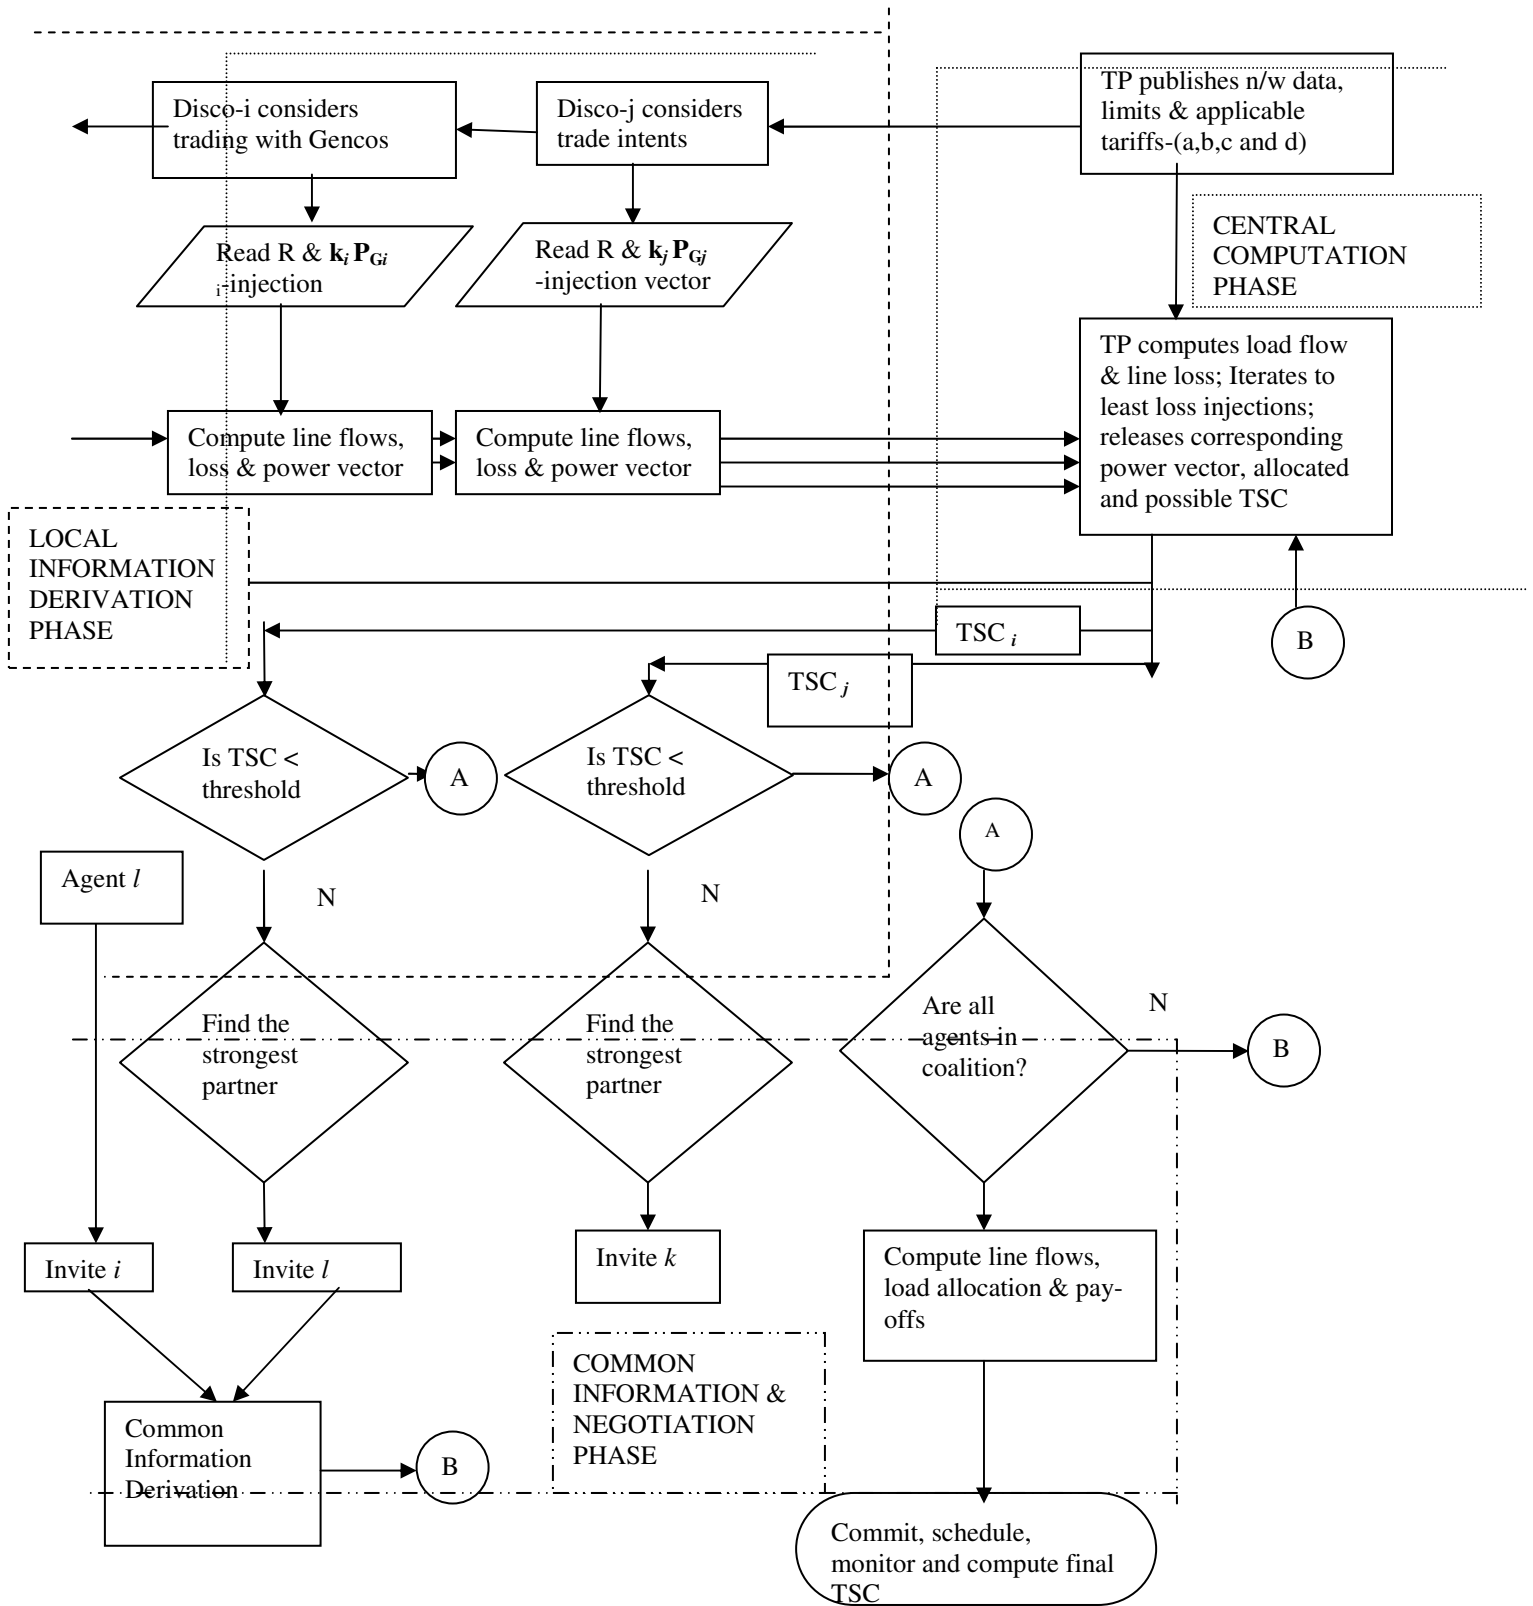 Disco-i considers
trading with Gencos
Disco-j considers
trade intents
TP publishes n/w data,
limits & applicable
tariffs-(a,b,c and d)
CENTRAL
COMPUTATION
PHASE
Read R & k_i P_Gi
i-injection
Read R & k_j P_Gj
-injection vector
TP computes load flow
& line loss; Iterates to
least loss injections;
releases corresponding
power vector, allocated
and possible TSC
Compute line flows,
loss & power vector
Compute line flows,
loss & power vector
LOCAL
INFORMATION
DERIVATION
PHASE
TSC i
B
TSC j
Is TSC <
threshold
A
Is TSC <
threshold
A
A
Agent l
N
N
Find the
strongest
partner
Find the
strongest
partner
Are all
agents in
coalition?
N
B
Invite i
Invite l
Invite k
Compute line flows,
load allocation & pay-
offs
COMMON
INFORMATION &
NEGOTIATION
PHASE
Common
Information
Derivation
B
Commit, schedule,
monitor and compute final
TSC